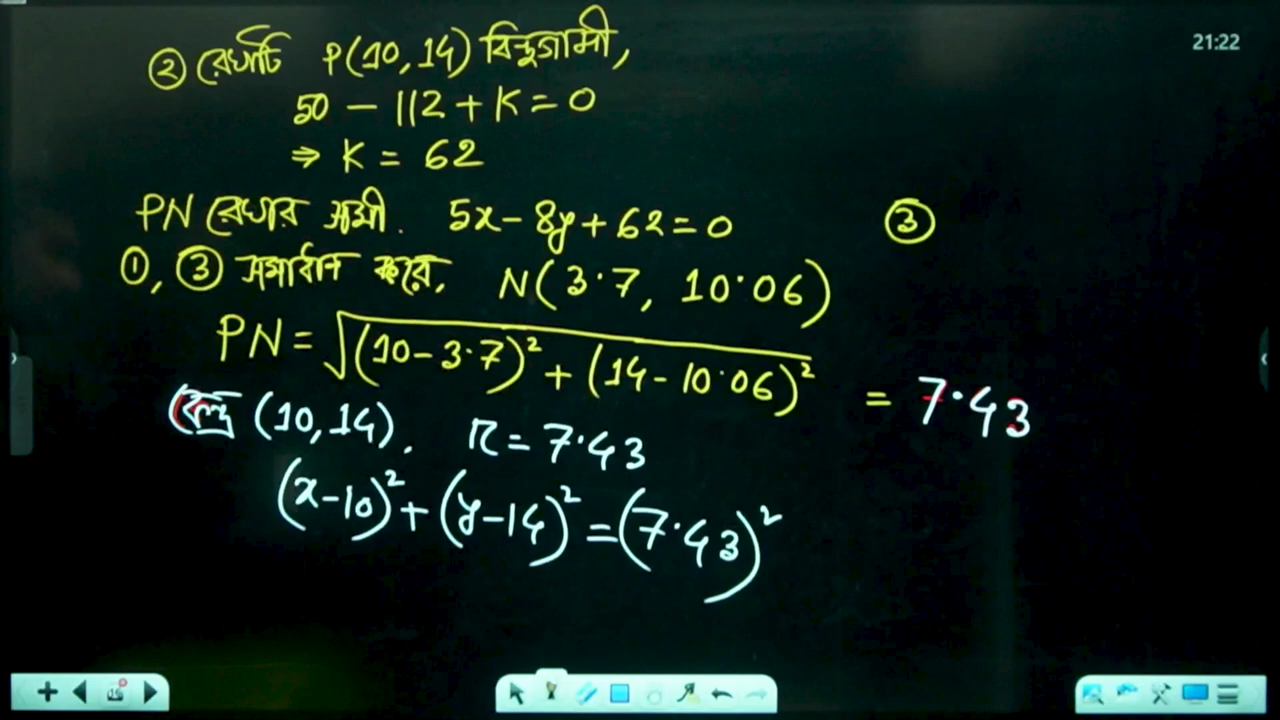 21:22
② রেখাটি P(10,14) বিন্দুগামী,
50 - 112 + K = 0
⇒ K = 62
PN রেখার সমী. 5x - 8y + 62 = 0 ③
①, ③ সমাধান করে, N(3·7, 10·06)
PN = √(10-3·7)² + (14-10·06)² = 7·43
কেন্দ্র (10,14). r = 7·43
(x-10)² + (y-14)² = (7·43)²